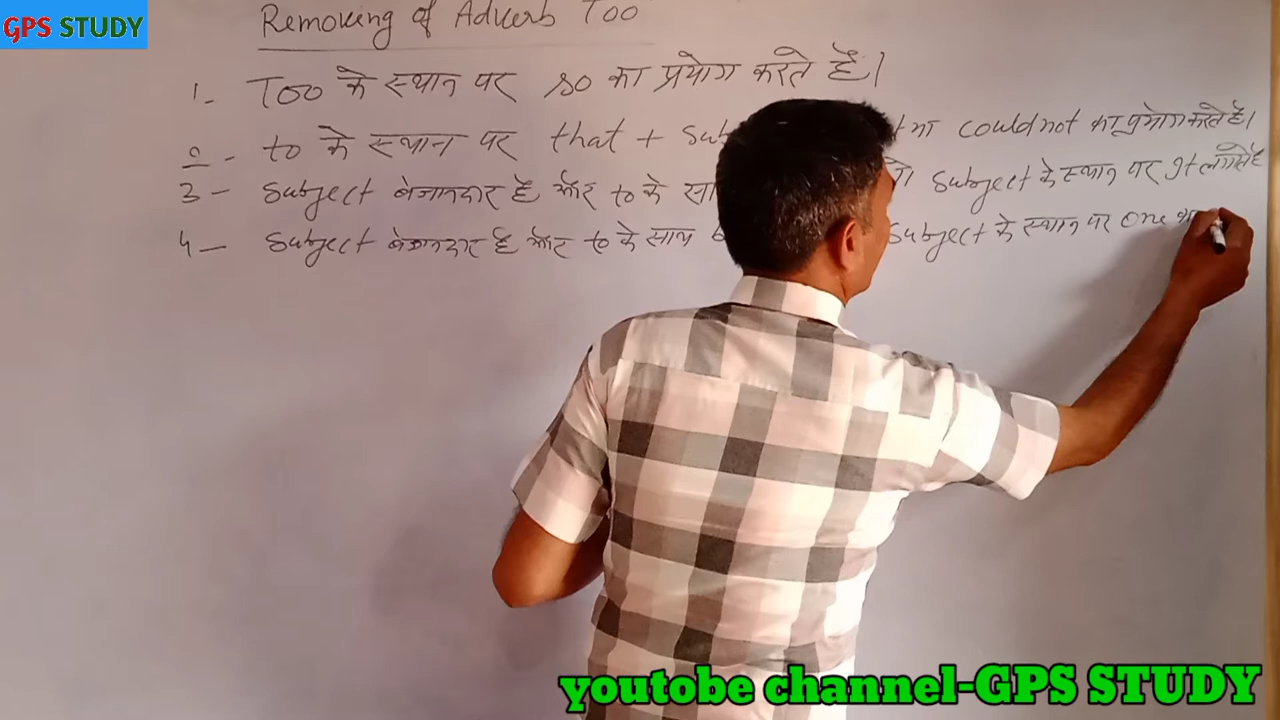 GPS STUDY
Removing of Adverb Too
1- Too के स्थान पर so का प्रयोग करते हैं।
2- to के स्थान पर that + could not का प्रयोग करते हैं।
3- Subject बेजानदार है और to के Subject के स्थान पर It लगाते हैं
4- Subject बेजानदार है और to के साथ Subject के स्थान पर one
youtobe channel-GPS STUDY